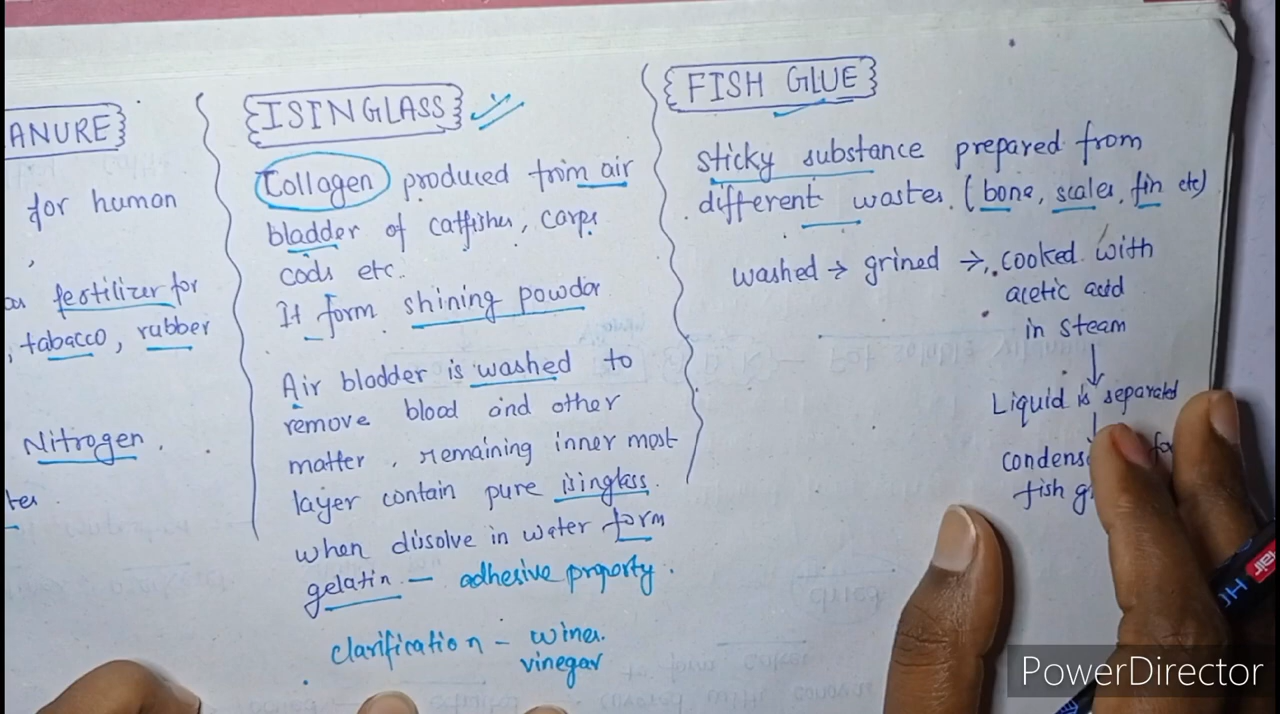 ANURE
for human
,
fertilizer for
, tabacco, rubber
Nitrogen.
ISINGLASS
Collagen produced from air
bladder of catfishes, carps
cods etc.
It form shining powdor
Air bladder is washed to
remove blood and other
matter, remaining inner most
layer contain pure isinglass.
when dissolve in water form
gelatin — adhesive property.
clarification - wines.
vinegar
FISH GLUE
sticky substance prepared from
different wastes. (bone, scales, fin etc)
washed → grined → cooked with
acetic acid
in steam
Liquid is separated
fish
Hair
PowerDirector